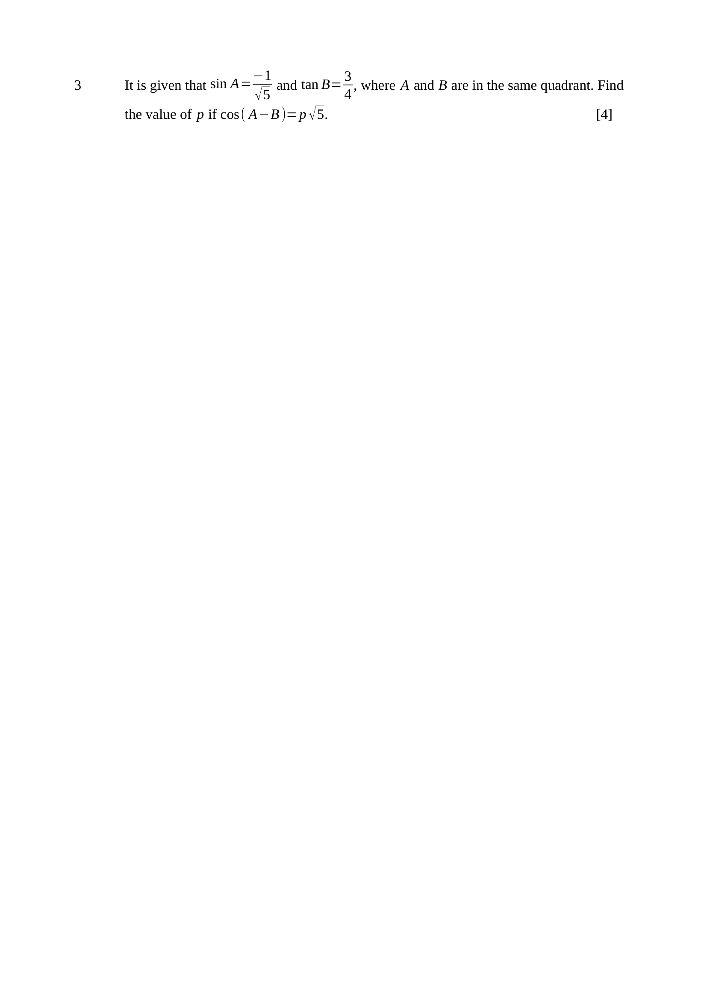 3 It is given that sin A = −1/√5 and tan B = 3/4, where A and B are in the same quadrant. Find
the value of p if cos( A − B ) = p √5. [4]